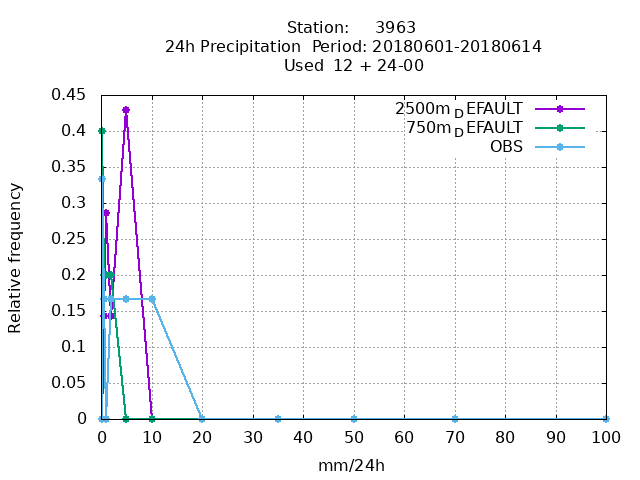 Station: 3963
24h Precipitation Period: 20180601-20180614
Used 12 + 24-00
2500m_DEFAULT
750m_DEFAULT
OBS
Relative frequency
0.45
0.4
0.35
0.3
0.25
0.2
0.15
0.1
0.05
0
0 10 20 30 40 50 60 70 80 90 100
mm/24h